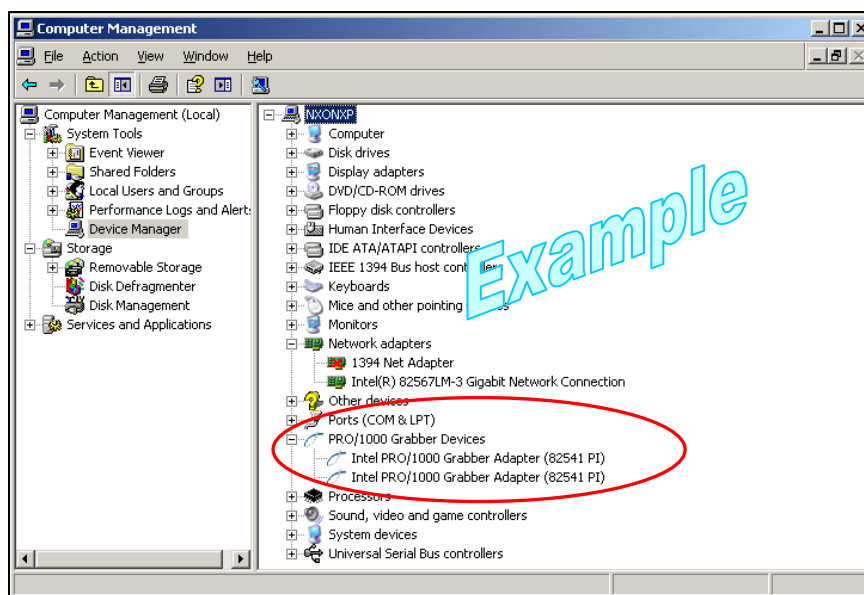 Computer Management
File Action View Window Help
Computer Management (Local)
System Tools
Event Viewer
Shared Folders
Local Users and Groups
Performance Logs and Alert:
Device Manager
Storage
Removable Storage
Disk Defragmenter
Disk Management
Services and Applications
NXONXP
Computer
Disk drives
Display adapters
DVD/CD-ROM drives
Floppy disk controllers
Human Interface Devices
IDE ATA/ATAPI controllers
IEEE 1394 Bus host controllers
Keyboards
Mice and other pointing
Monitors
Network adapters
1394 Net Adapter
Intel(R) 82567LM-3 Gigabit Network Connection
Other devices
Ports (COM & LPT)
PRO/1000 Grabber Devices
Intel PRO/1000 Grabber Adapter (82541 PI)
Intel PRO/1000 Grabber Adapter (82541 PI)
Processors
Sound, video and game controllers
System devices
Universal Serial Bus controllers
Example